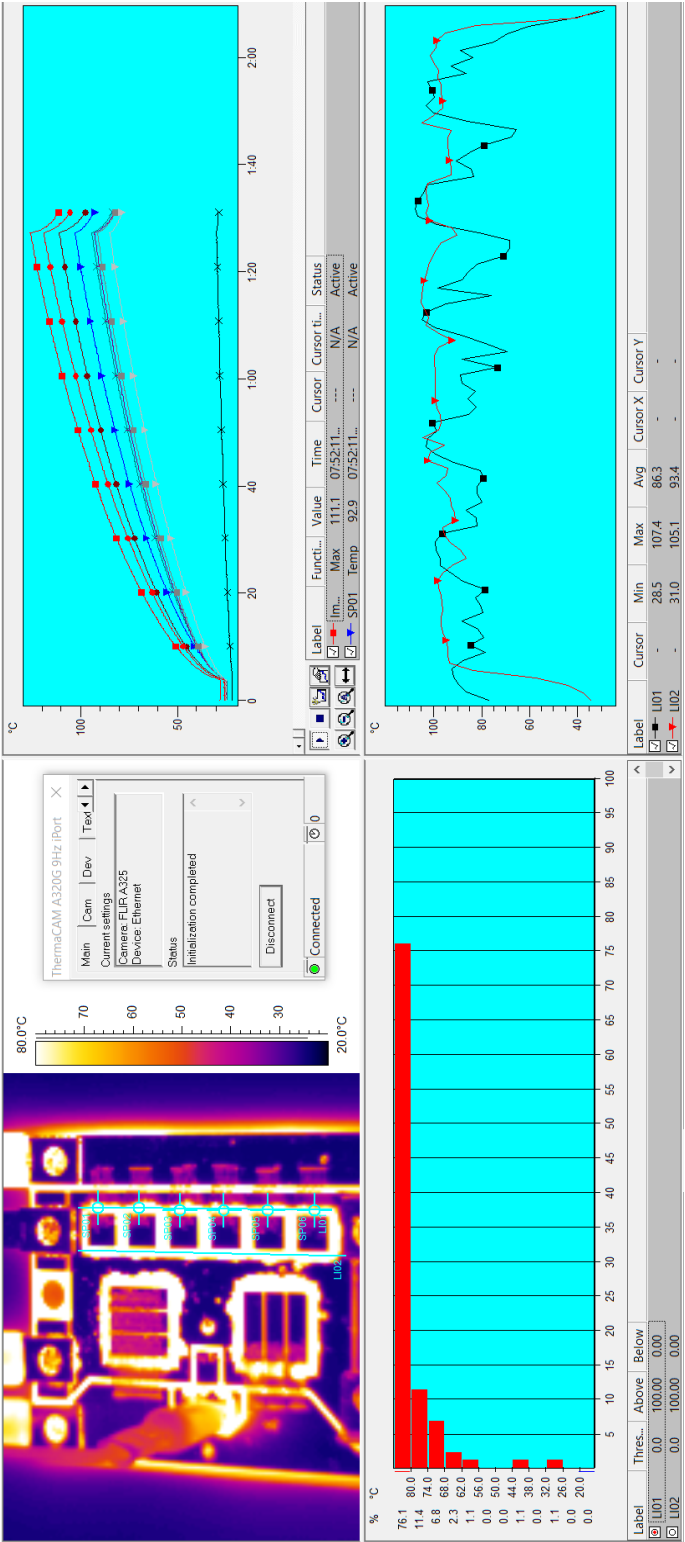 80.0°C
70
60
50
40
30
20.0°C
SP01
SP02
SP03
SP04
SP05
SP06
LI01
LI02
ThermaCAM A320G 9Hz iPort
Main Cam Dev Text
Current settings
Camera: FLIR A325
Device: Ethernet
Status
Initialization completed
Disconnect
Connected 0
°C
100
50
0 20 40 1:00 1:20 1:40 2:00
Label Functi... Value Time Cursor Cursor ti... Status
Im... Max 111.1 07:52:11... --- N/A Active
SP01 Temp 92.9 07:52:11... --- N/A Active
% °C
76.1
80.0
11.4
74.0
6.8
68.0
2.3
62.0
1.1
56.0
0.0
50.0
0.0
44.0
1.1
38.0
0.0
32.0
1.1
26.0
0.0
20.0
0.0
5 10 15 20 25 30 35 40 45 50 55 60 65 70 75 80 85 90 95 100
Label Thres... Above Below
LI01 0.0 100.00 0.00
LI02 0.0 100.00 0.00
°C
100
80
60
40
Label Cursor Min Max Avg Cursor X Cursor Y
LI01 - 28.5 107.4 86.3 - -
LI02 - 31.0 105.1 93.4 - -